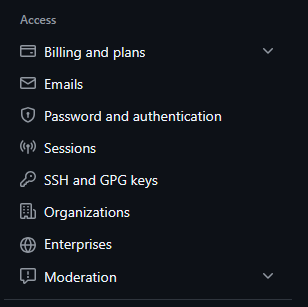 Access
Billing and plans
Emails
Password and authentication
Sessions
SSH and GPG keys
Organizations
Enterprises
Moderation